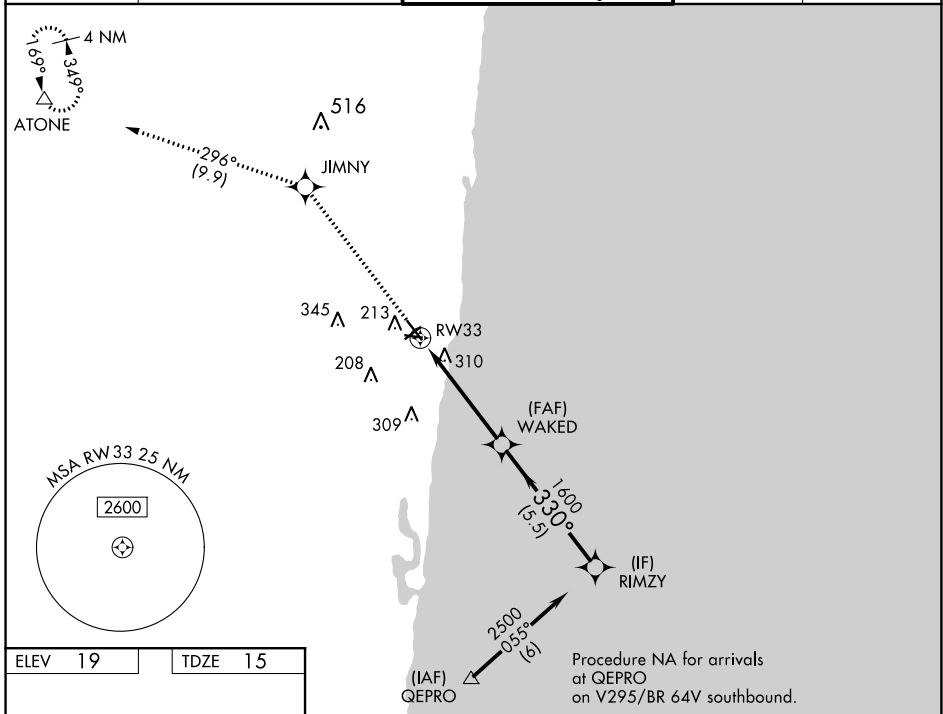 4 NM
169°
349°
ATONE
516
296°
(9.9)
JIMNY
345
213
RW33
310
208
309
(FAF)
WAKED
MSA RW33 25 NM
2600
1600
330°
(5.5)
(IF)
RIMZY
2500
055°
(6)
(IAF)
QEPRO
Procedure NA for arrivals
at QEPRO
on V295/BR 64V southbound.
ELEV 19
TDZE 15